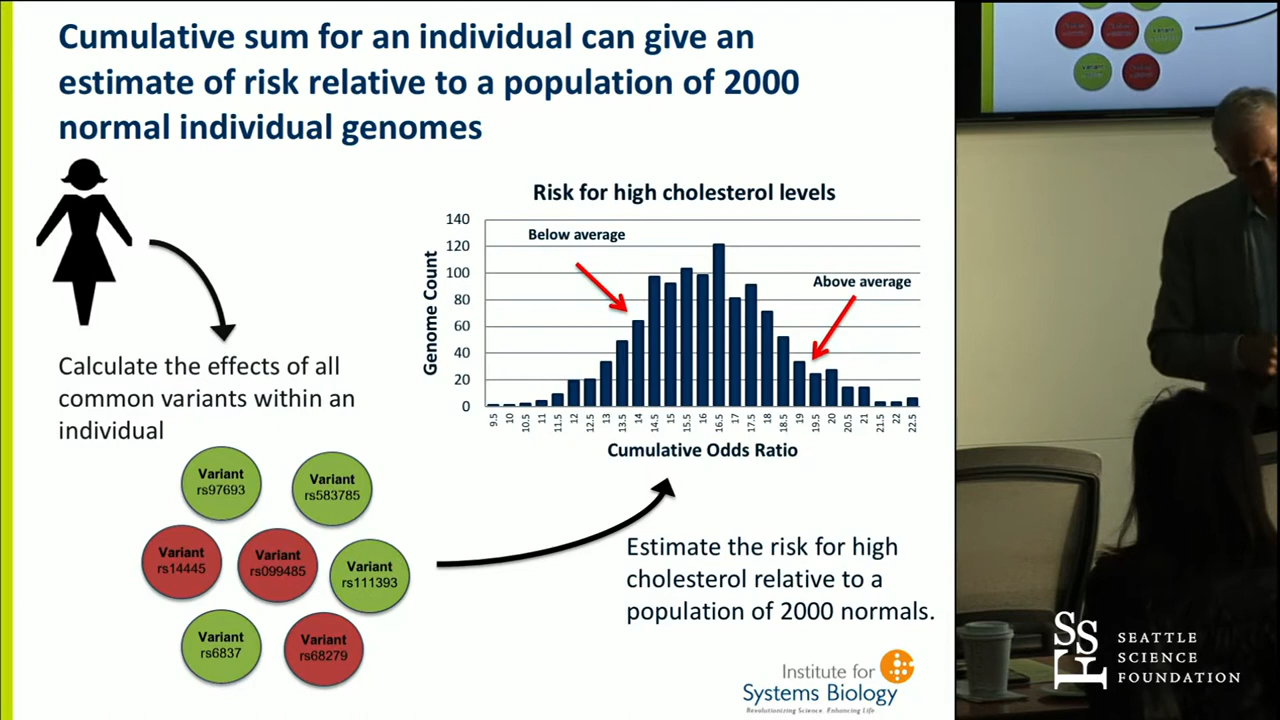 Cumulative sum for an individual can give an
estimate of risk relative to a population of 2000
normal individual genomes
Risk for high cholesterol levels
Genome Count
140
120
100
80
60
40
20
0
Below average
Above average
9.5
10
10.5
11
11.5
12
12.5
13
13.5
14
14.5
15
15.5
16
16.5
17
17.5
18
18.5
19
19.5
20
20.5
21
21.5
22
22.5
Cumulative Odds Ratio
Calculate the effects of all
common variants within an
individual
Variant
rs97693
Variant
rs583785
Variant
rs14445
Variant
rs099485
Variant
rs111393
Variant
rs6837
Variant
rs68279
Estimate the risk for high
cholesterol relative to a
population of 2000 normals.
Institute for
Systems Biology
Revolutionizing Science. Enhancing Life
SSF
SEATTLE
SCIENCE
FOUNDATION